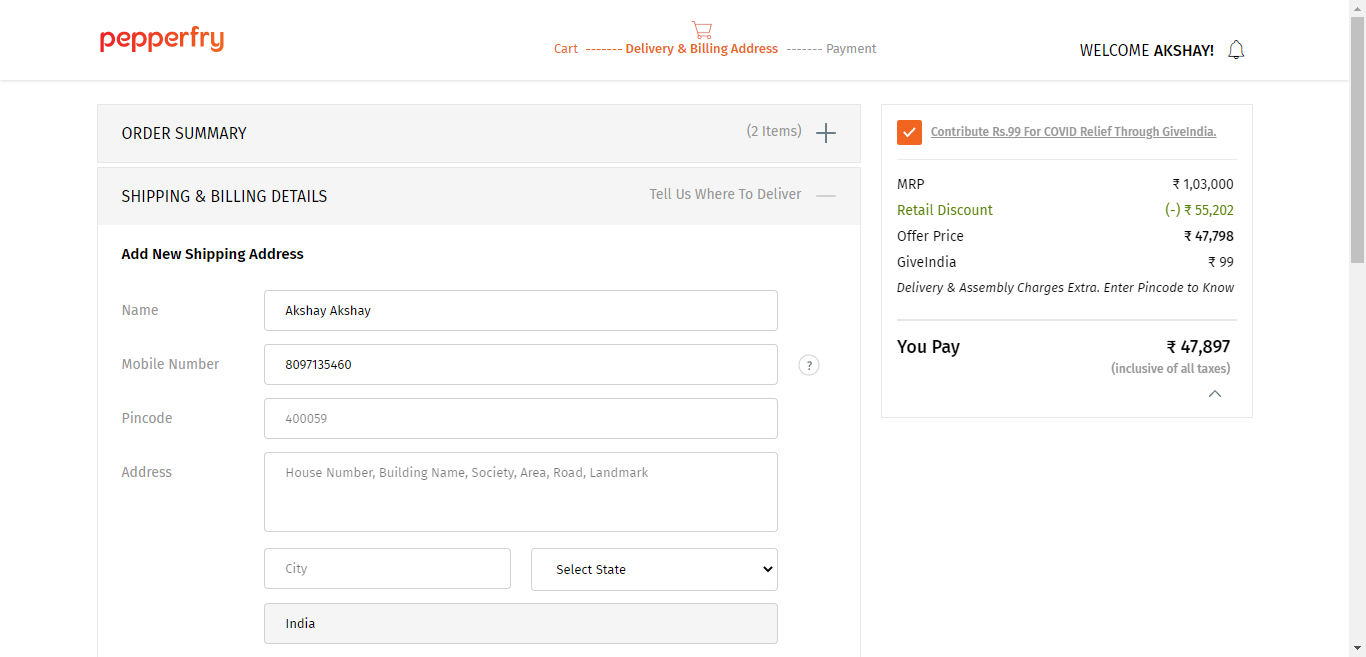 pepperfry
Cart ------- Delivery & Billing Address ------- Payment
WELCOME AKSHAY!
ORDER SUMMARY (2 Items)
SHIPPING & BILLING DETAILS Tell Us Where To Deliver
Add New Shipping Address
Name Akshay Akshay
Mobile Number 8097135460 ?
Pincode 400059
Address House Number, Building Name, Society, Area, Road, Landmark
City Select State
India
Contribute Rs.99 For COVID Relief Through GiveIndia.
MRP ₹ 1,03,000
Retail Discount (-) ₹ 55,202
Offer Price ₹ 47,798
GiveIndia ₹ 99
Delivery & Assembly Charges Extra. Enter Pincode to Know
You Pay ₹ 47,897
(inclusive of all taxes)